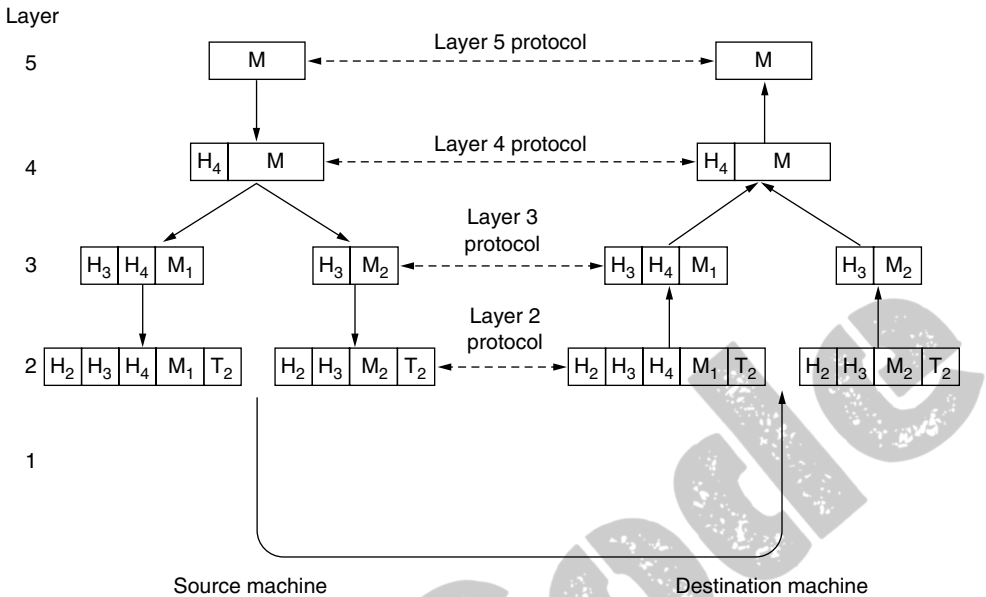 Layer
5 M Layer 5 protocol M
4 H₄ M Layer 4 protocol H₄ M
Layer 3
protocol
3 H₃ H₄ M₁ H₃ M₂ H₃ H₄ M₁ H₃ M₂
Layer 2
protocol
2 H₂ H₃ H₄ M₁ T₂ H₂ H₃ M₂ T₂ H₂ H₃ H₄ M₁ T₂ H₂ H₃ M₂ T₂
1
Source machine Destination machine